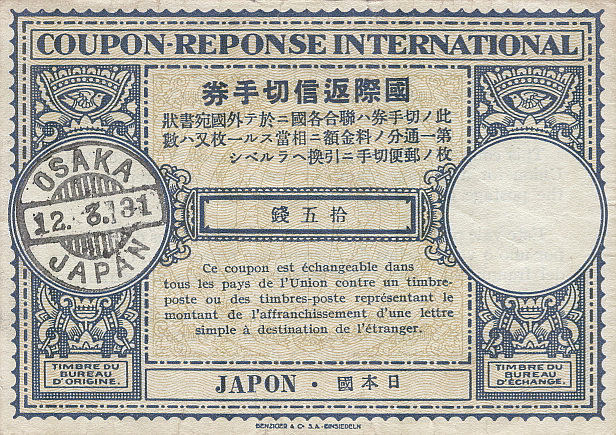 COUPON-REPONSE INTERNATIONAL
國際返信切手券
此ノ切手券ハ聯合各國ニ於テ外國宛書狀
第一通分ノ料金額ニ相當スル一枚又ハ數
枚ノ郵便切手ニ引換ヘラルベシ
OSAKA
JAPAN
拾五錢
Ce coupon est échangeable dans
tous les pays de l'Union contre un timbre-
poste ou des timbres-poste représentant le
montant de l'affranchissement d'une lettre
simple à destination de l'étranger.
TIMBRE DU
BUREAU
D'ORIGINE.
JAPON • 日本國
TIMBRE DU
BUREAU
D'ÉCHANGE.
BENZIGER & Co S.A. - EINSIEDELN